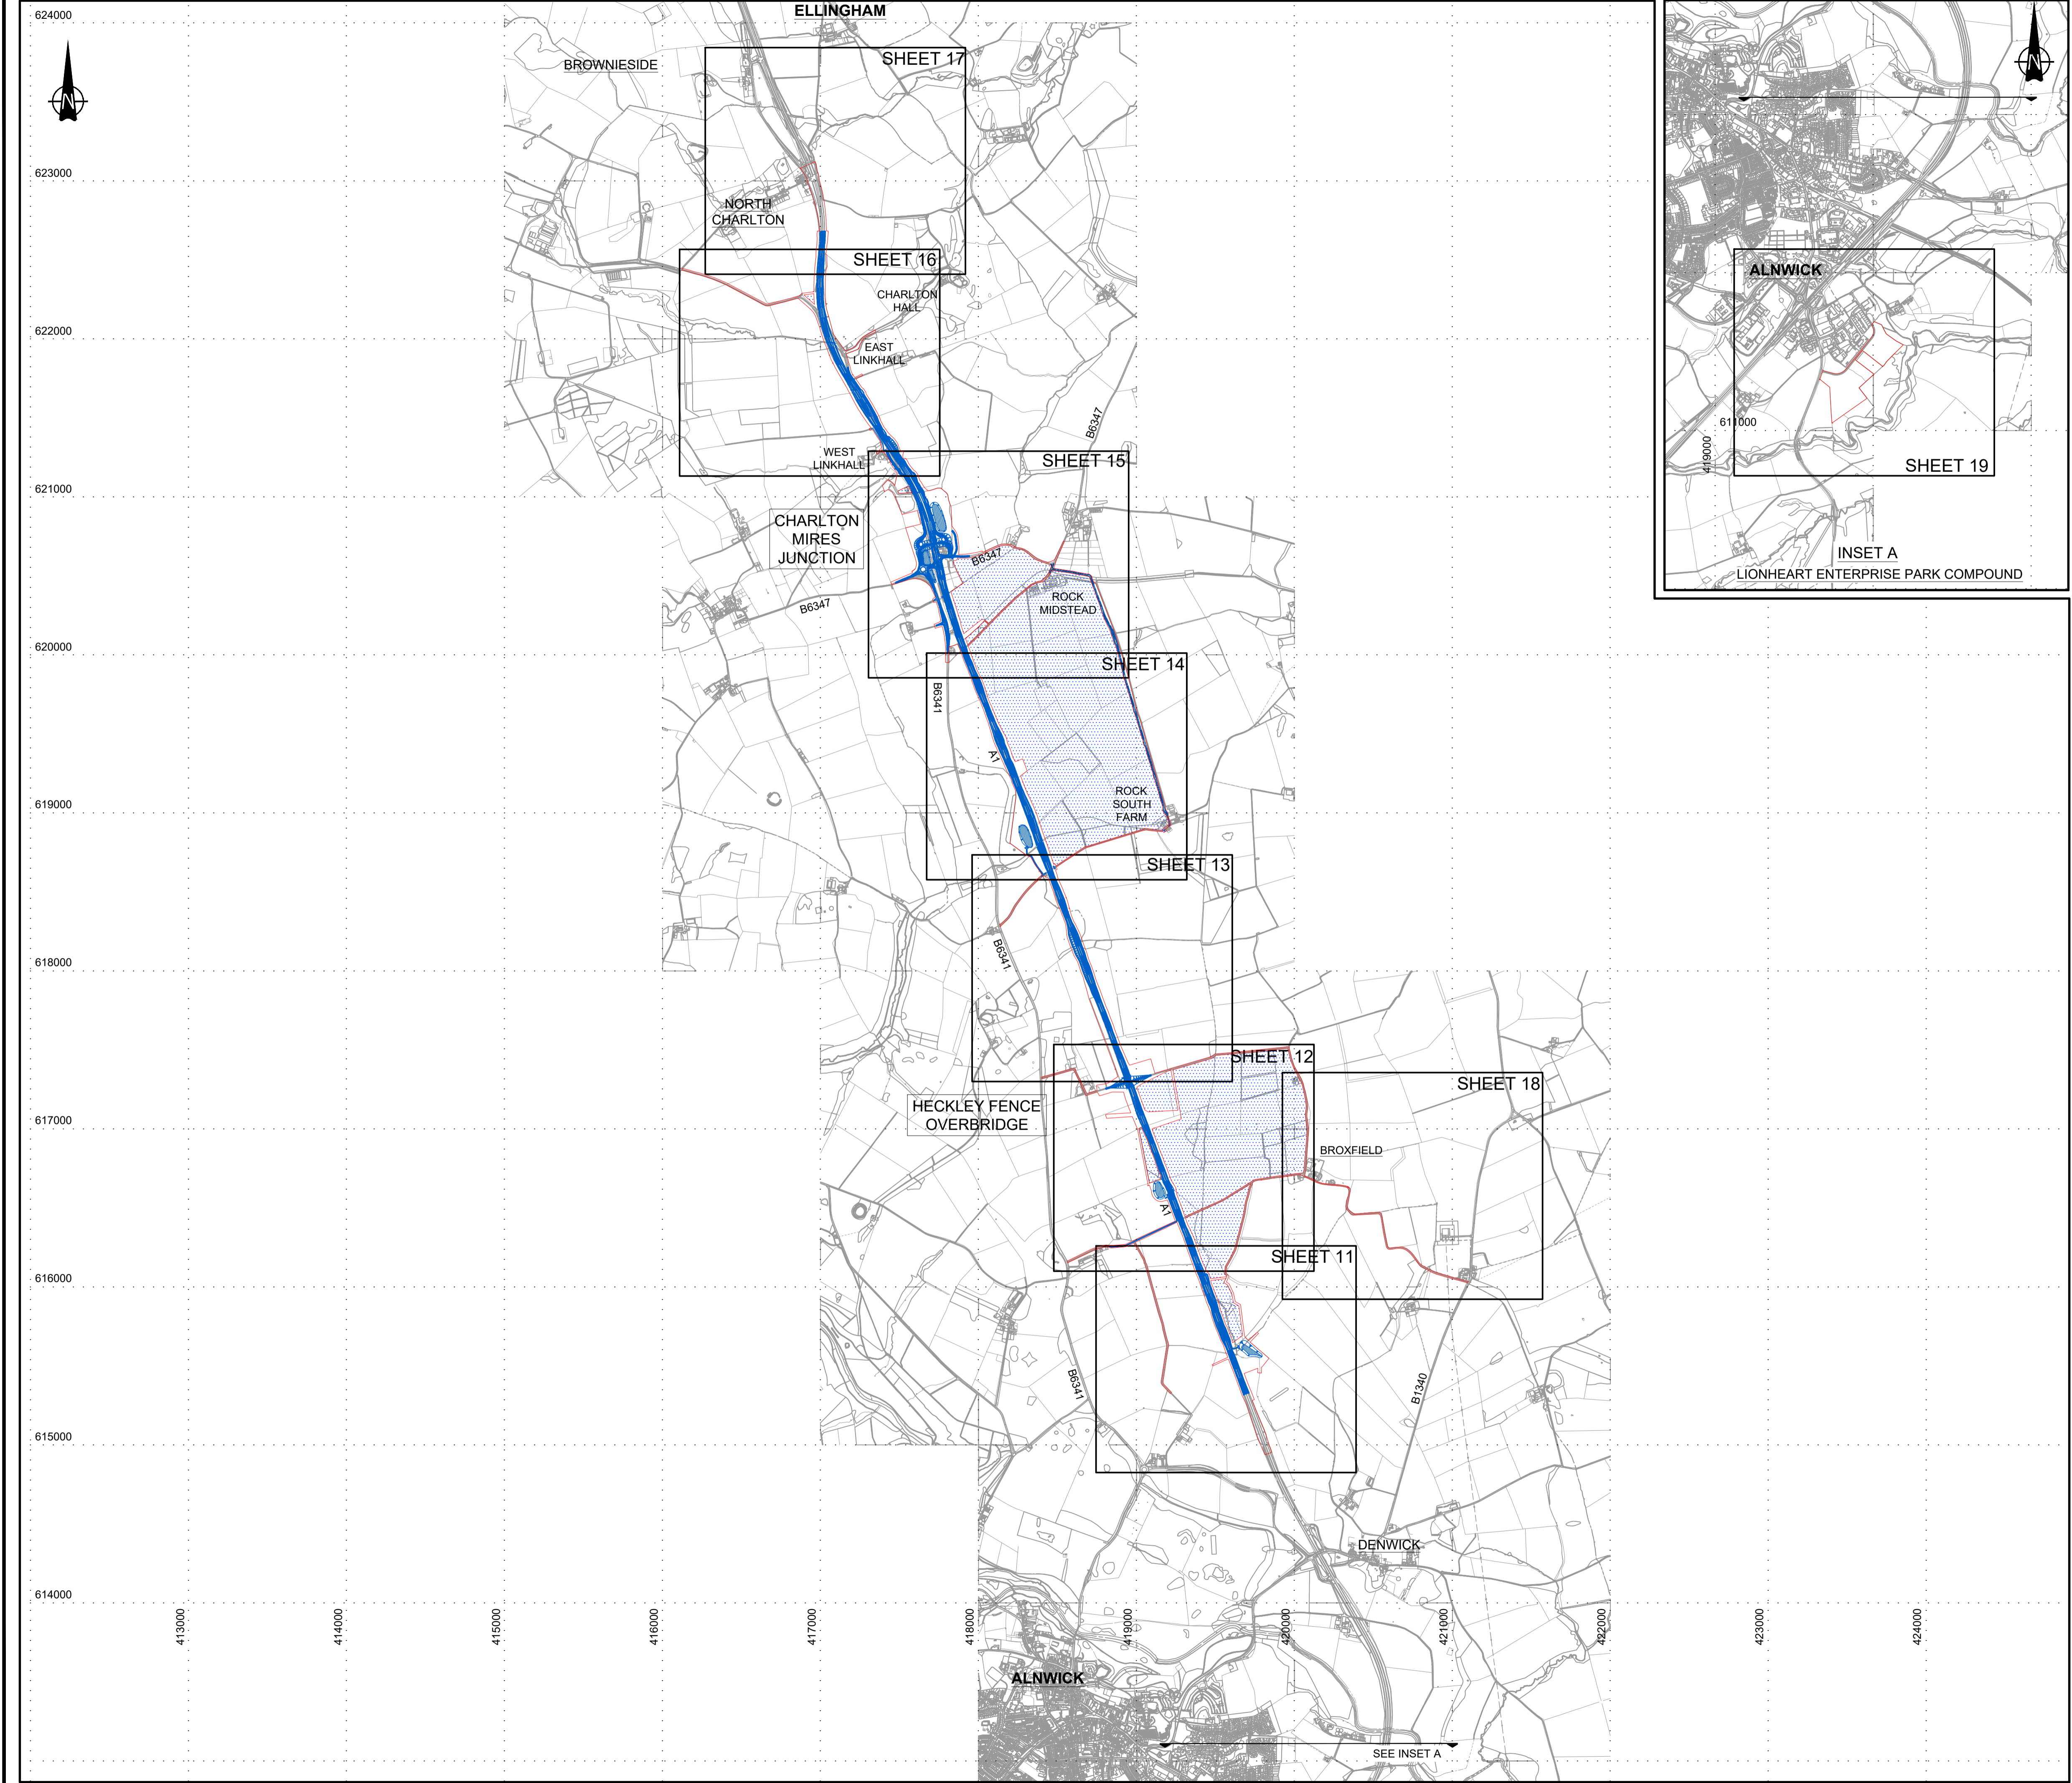 624000
ELLINGHAM
BROWNIESIDE
SHEET 17
N
623000
NORTH
CHARLTON
SHEET 16
CHARLTON
HALL
622000
EAST
LINKHALL
B6347
WEST
LINKHALL
SHEET 15
621000
CHARLTON
MIRES
JUNCTION
B6347
ROCK
MIDSTEAD
B6347
620000
SHEET 14
B6341
A1
619000
ROCK
SOUTH
FARM
SHEET 13
B6341
618000
SHEET 12
SHEET 18
617000
HECKLEY FENCE
OVERBRIDGE
BROXFIELD
A1
616000
SHEET 11
B6341
B1340
615000
DENWICK
614000
413000
414000
415000
416000
417000
418000
419000
420000
421000
422000
423000
424000
ALNWICK
SEE INSET A
N
ALNWICK
611000
419000
SHEET 19
INSET A
LIONHEART ENTERPRISE PARK COMPOUND